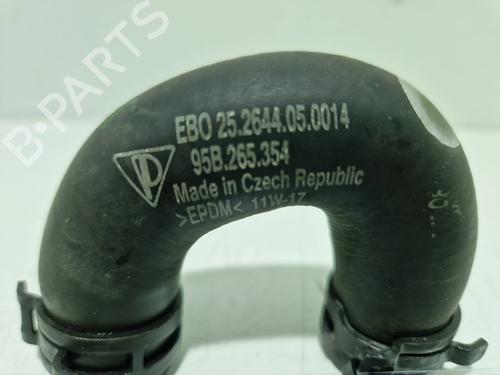 B-PARTS
EBO 25.2644.05.0014
95B.265.354
Made in Czech Republic
>EPDM< 11W-17